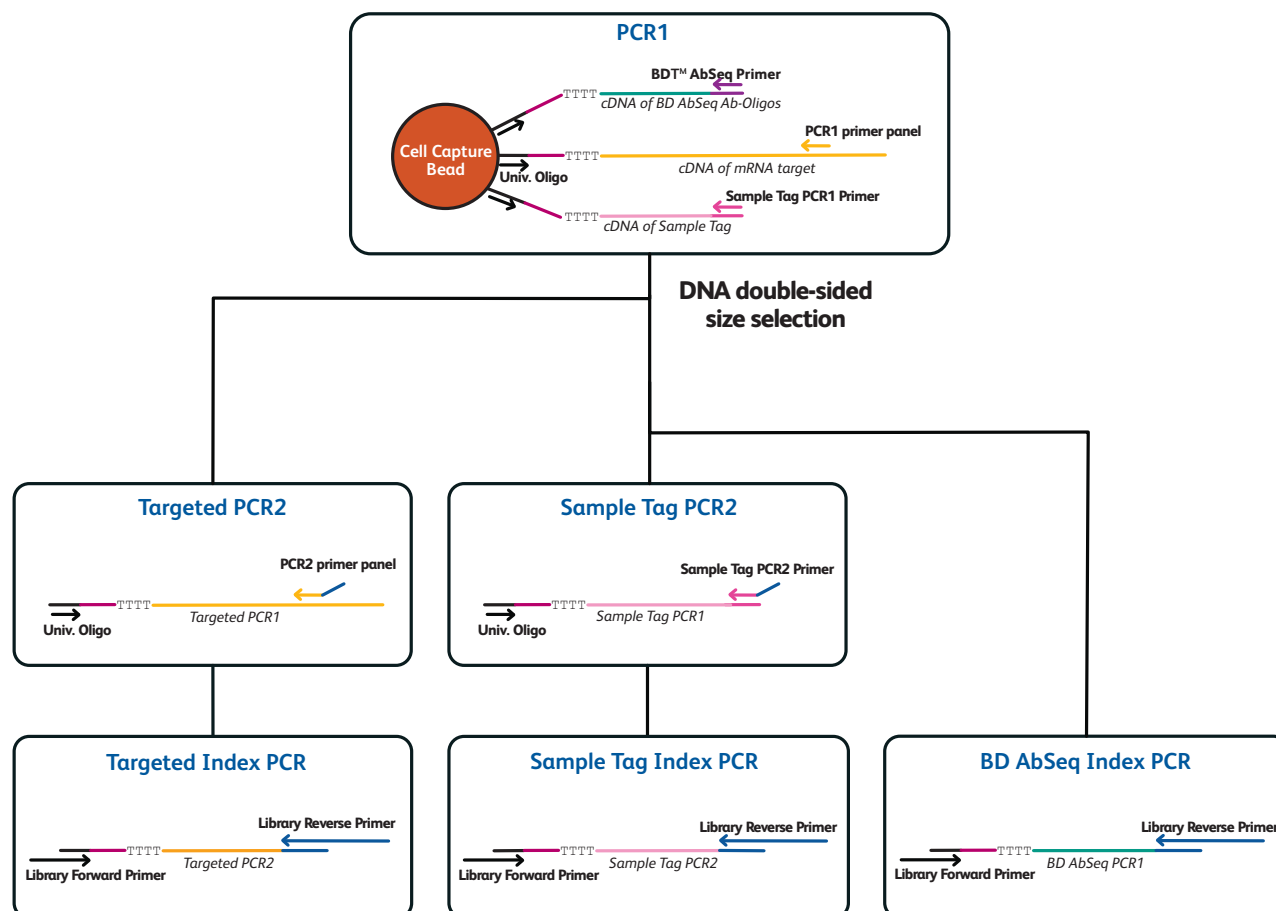 PCR1
BDTᴹ AbSeq Primer
TTTT
cDNA of BD AbSeq Ab-Oligos
PCR1 primer panel
Cell Capture
Bead
TTTT
Univ. Oligo
cDNA of mRNA target
Sample Tag PCR1 Primer
TTTT
cDNA of Sample Tag
DNA double-sided
size selection
Targeted PCR2
PCR2 primer panel
TTTT
Targeted PCR1
Univ. Oligo
Sample Tag PCR2
Sample Tag PCR2 Primer
TTTT
Sample Tag PCR1
Univ. Oligo
Targeted Index PCR
Library Reverse Primer
TTTT
Targeted PCR2
Library Forward Primer
Sample Tag Index PCR
Library Reverse Primer
TTTT
Sample Tag PCR2
Library Forward Primer
BD AbSeq Index PCR
Library Reverse Primer
TTTT
BD AbSeq PCR1
Library Forward Primer